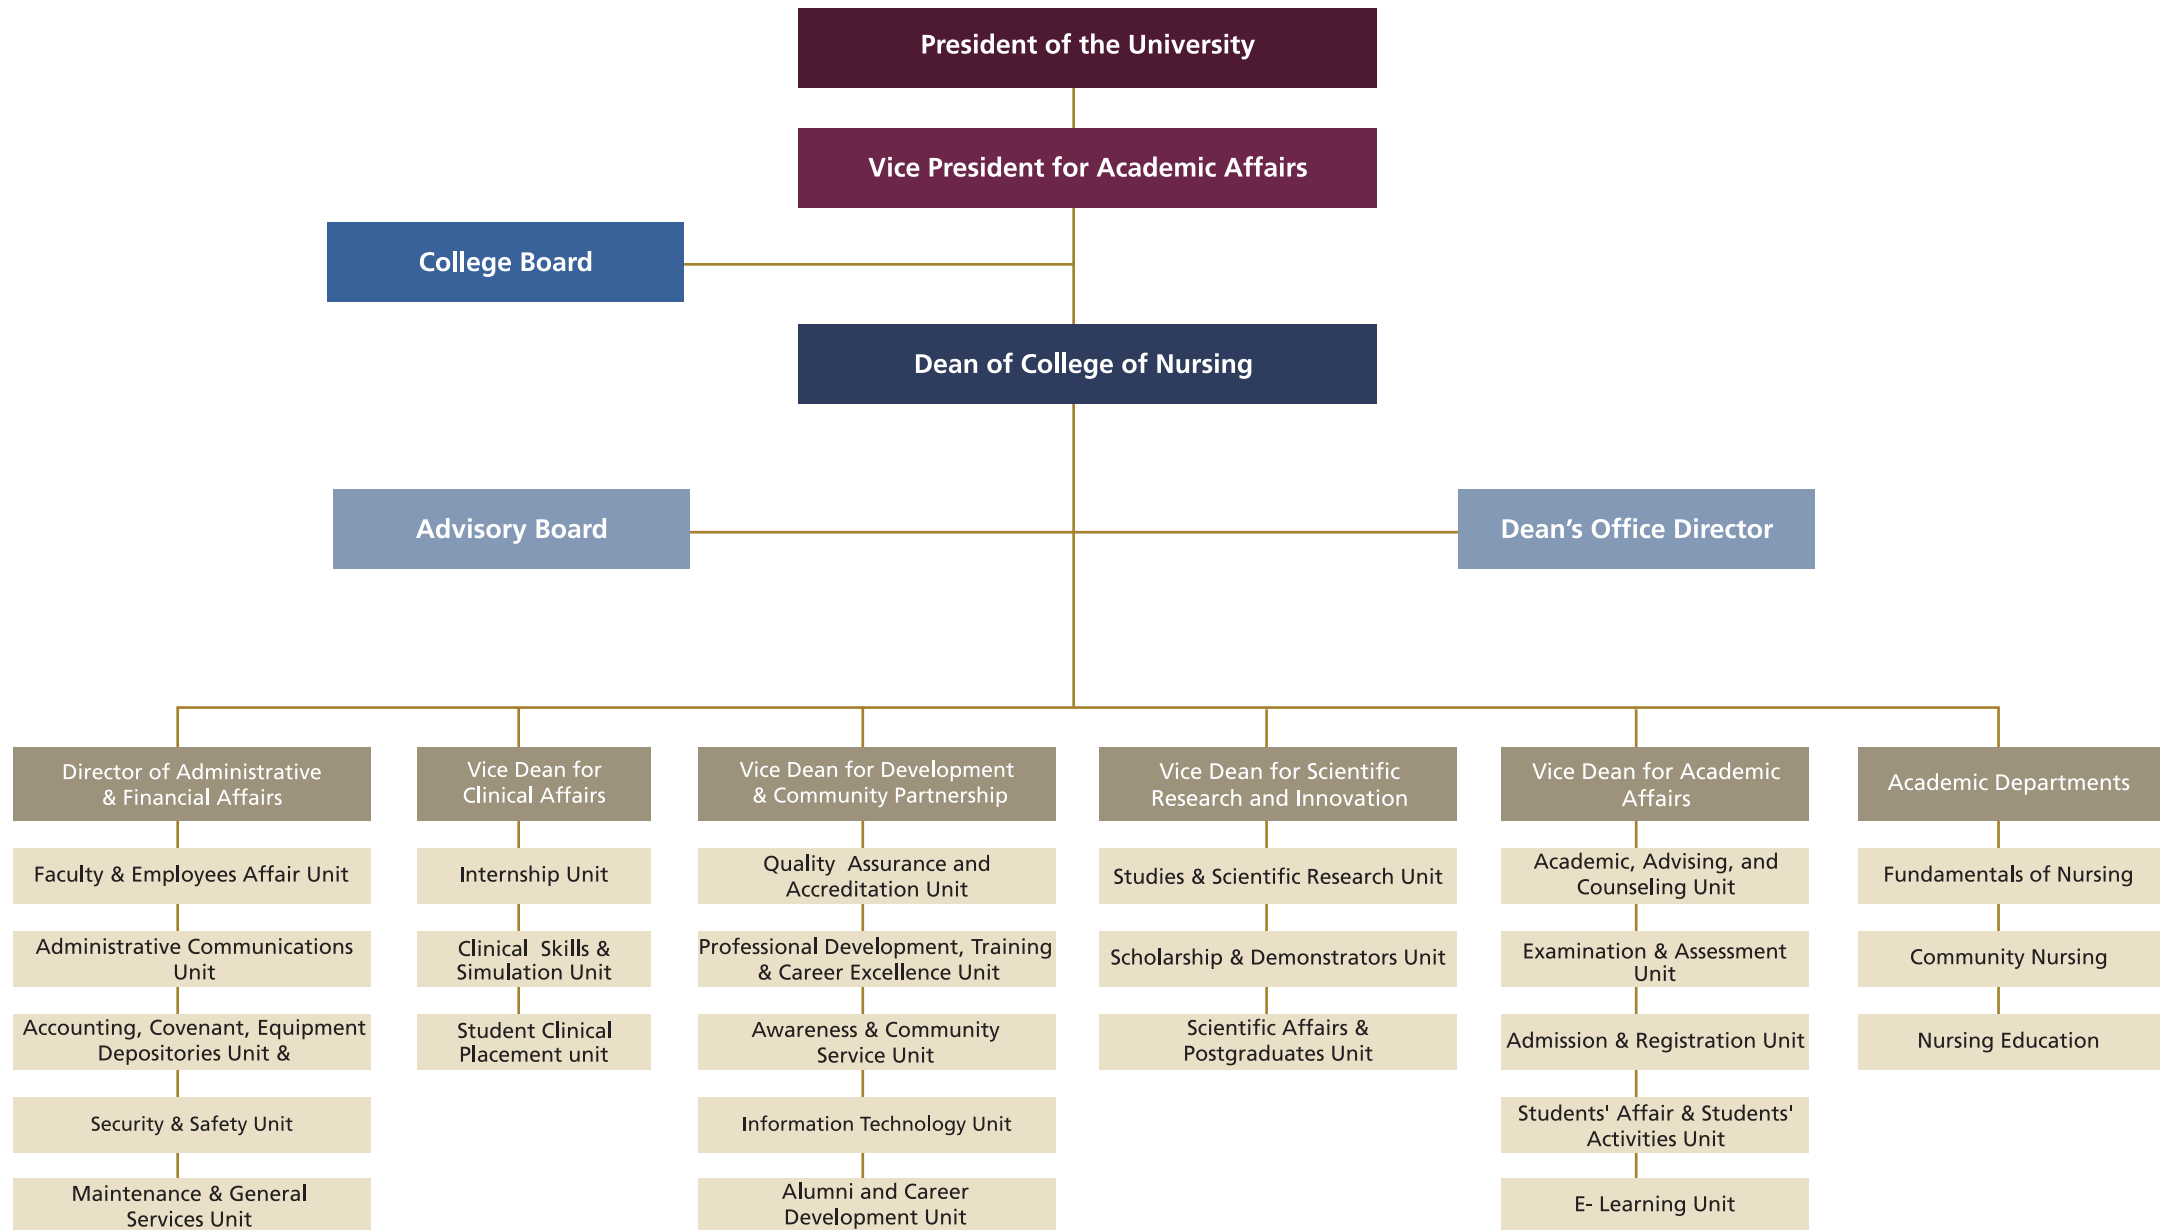 President of the University
Vice President for Academic Affairs
College Board
Dean of College of Nursing
Advisory Board
Dean’s Office Director
Director of Administrative
& Financial Affairs
Faculty & Employees Affair Unit
Administrative Communications
Unit
Accounting, Covenant, Equipment
Depositories Unit &
Security & Safety Unit
Maintenance & General
Services Unit
Vice Dean for
Clinical Affairs
Internship Unit
Clinical Skills &
Simulation Unit
Student Clinical
Placement unit
Vice Dean for Development
& Community Partnership
Quality Assurance and
Accreditation Unit
Professional Development, Training
& Career Excellence Unit
Awareness & Community
Service Unit
Information Technology Unit
Alumni and Career
Development Unit
Vice Dean for Scientific
Research and Innovation
Studies & Scientific Research Unit
Scholarship & Demonstrators Unit
Scientific Affairs &
Postgraduates Unit
Vice Dean for Academic
Affairs
Academic, Advising, and
Counseling Unit
Examination & Assessment
Unit
Admission & Registration Unit
Students' Affair & Students'
Activities Unit
E- Learning Unit
Academic Departments
Fundamentals of Nursing
Community Nursing
Nursing Education